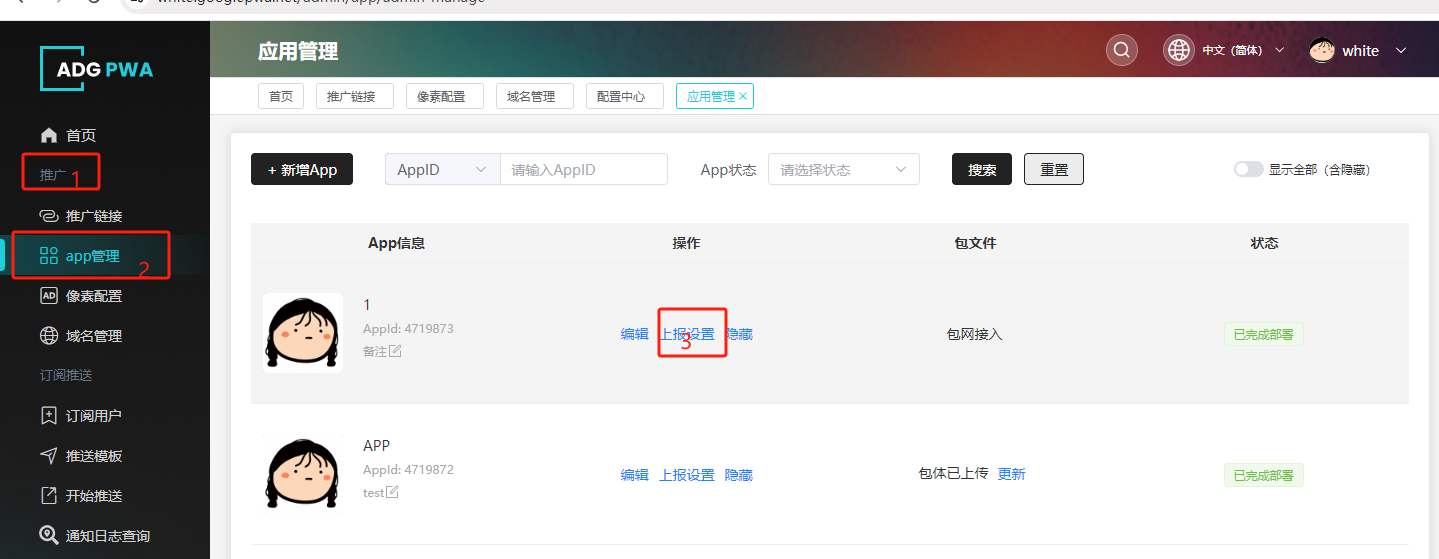 ADG PWA
应用管理
中文（简体）
white
首页
推广链接
像素配置
域名管理
配置中心
应用管理
首页
推广 1
推广链接
app管理 2
像素配置
域名管理
订阅推送
订阅用户
推送模板
开始推送
通知日志查询
+ 新增App
AppID
请输入AppID
App状态
请选择状态
搜索
重置
显示全部（含隐藏）
App信息
操作
包文件
状态
1
AppId: 4719873
备注
编辑
上报设置
3
隐藏
包网接入
已完成部署
APP
AppId: 4719872
test
编辑
上报设置
隐藏
包体已上传
更新
已完成部署